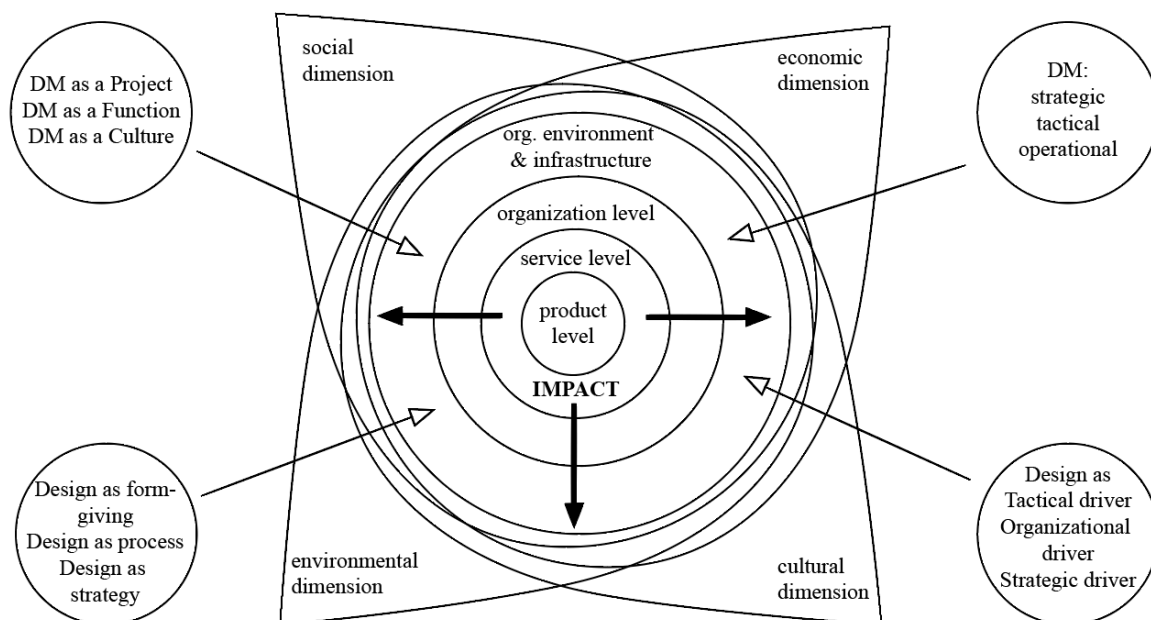 social
dimension
economic
dimension
DM as a Project
DM as a Function
DM as a Culture
DM:
strategic
tactical
operational
org. environment
& infrastructure
organization level
service level
product
level
IMPACT
Design as form-
giving
Design as process
Design as
strategy
environmental
dimension
cultural
dimension
Design as
Tactical driver
Organizational
driver
Strategic driver